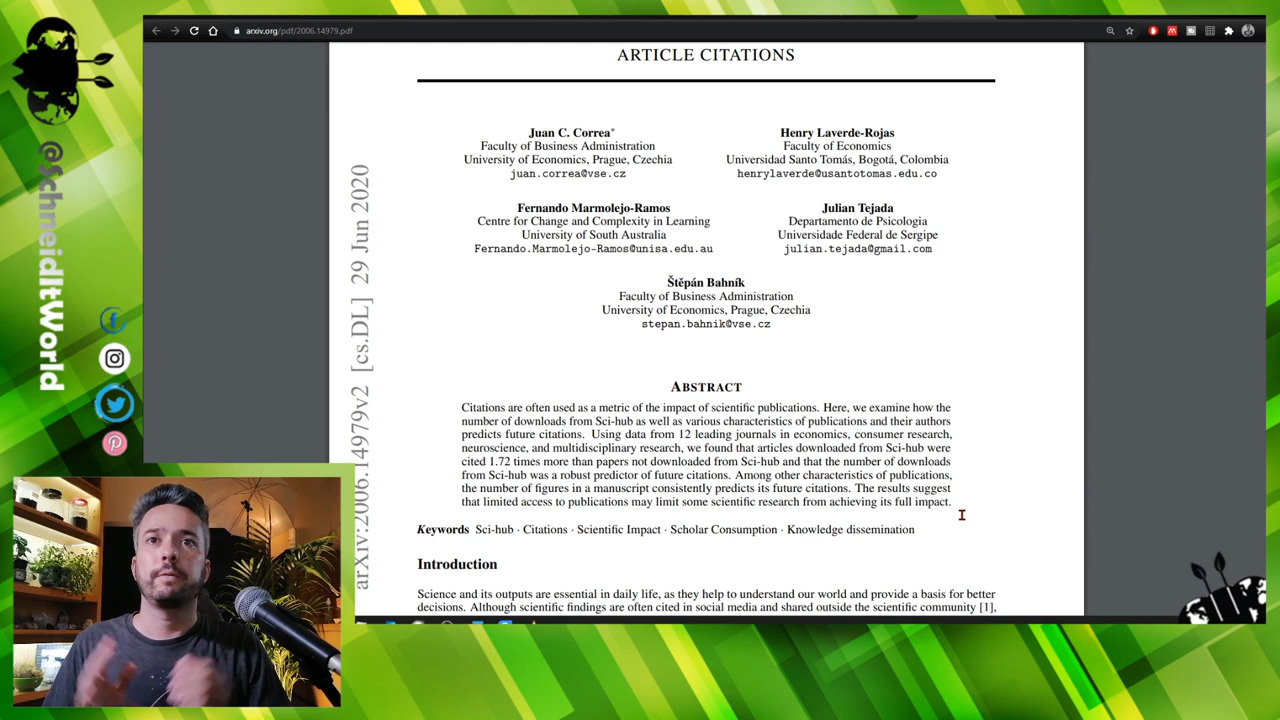 arxiv.org/pdf/2006.14979.pdf
@SchneidItWorld
ARTICLE CITATIONS
Juan C. Correa*
Faculty of Business Administration
University of Economics, Prague, Czechia
juan.correa@vse.cz
Henry Laverde-Rojas
Faculty of Economics
Universidad Santo Tomás, Bogotá, Colombia
henrylaverde@usantotomas.edu.co
Fernando Marmolejo-Ramos
Centre for Change and Complexity in Learning
University of South Australia
Fernando.Marmolejo-Ramos@unisa.edu.au
Julian Tejada
Departamento de Psicologia
Universidade Federal de Sergipe
julian.tejada@gmail.com
Štěpán Bahník
Faculty of Business Administration
University of Economics, Prague, Czechia
stepan.bahnik@vse.cz
arXiv:2006.14979v2 [cs.DL] 29 Jun 2020
ABSTRACT
Citations are often used as a metric of the impact of scientific publications. Here, we examine how the
number of downloads from Sci-hub as well as various characteristics of publications and their authors
predicts future citations. Using data from 12 leading journals in economics, consumer research,
neuroscience, and multidisciplinary research, we found that articles downloaded from Sci-hub were
cited 1.72 times more than papers not downloaded from Sci-hub and that the number of downloads
from Sci-hub was a robust predictor of future citations. Among other characteristics of publications,
the number of figures in a manuscript consistently predicts its future citations. The results suggest
that limited access to publications may limit some scientific research from achieving its full impact.
Keywords Sci-hub · Citations · Scientific Impact · Scholar Consumption · Knowledge dissemination
Introduction
Science and its outputs are essential in daily life, as they help to understand our world and provide a basis for better
decisions. Although scientific findings are often cited in social media and shared outside the scientific community [1],